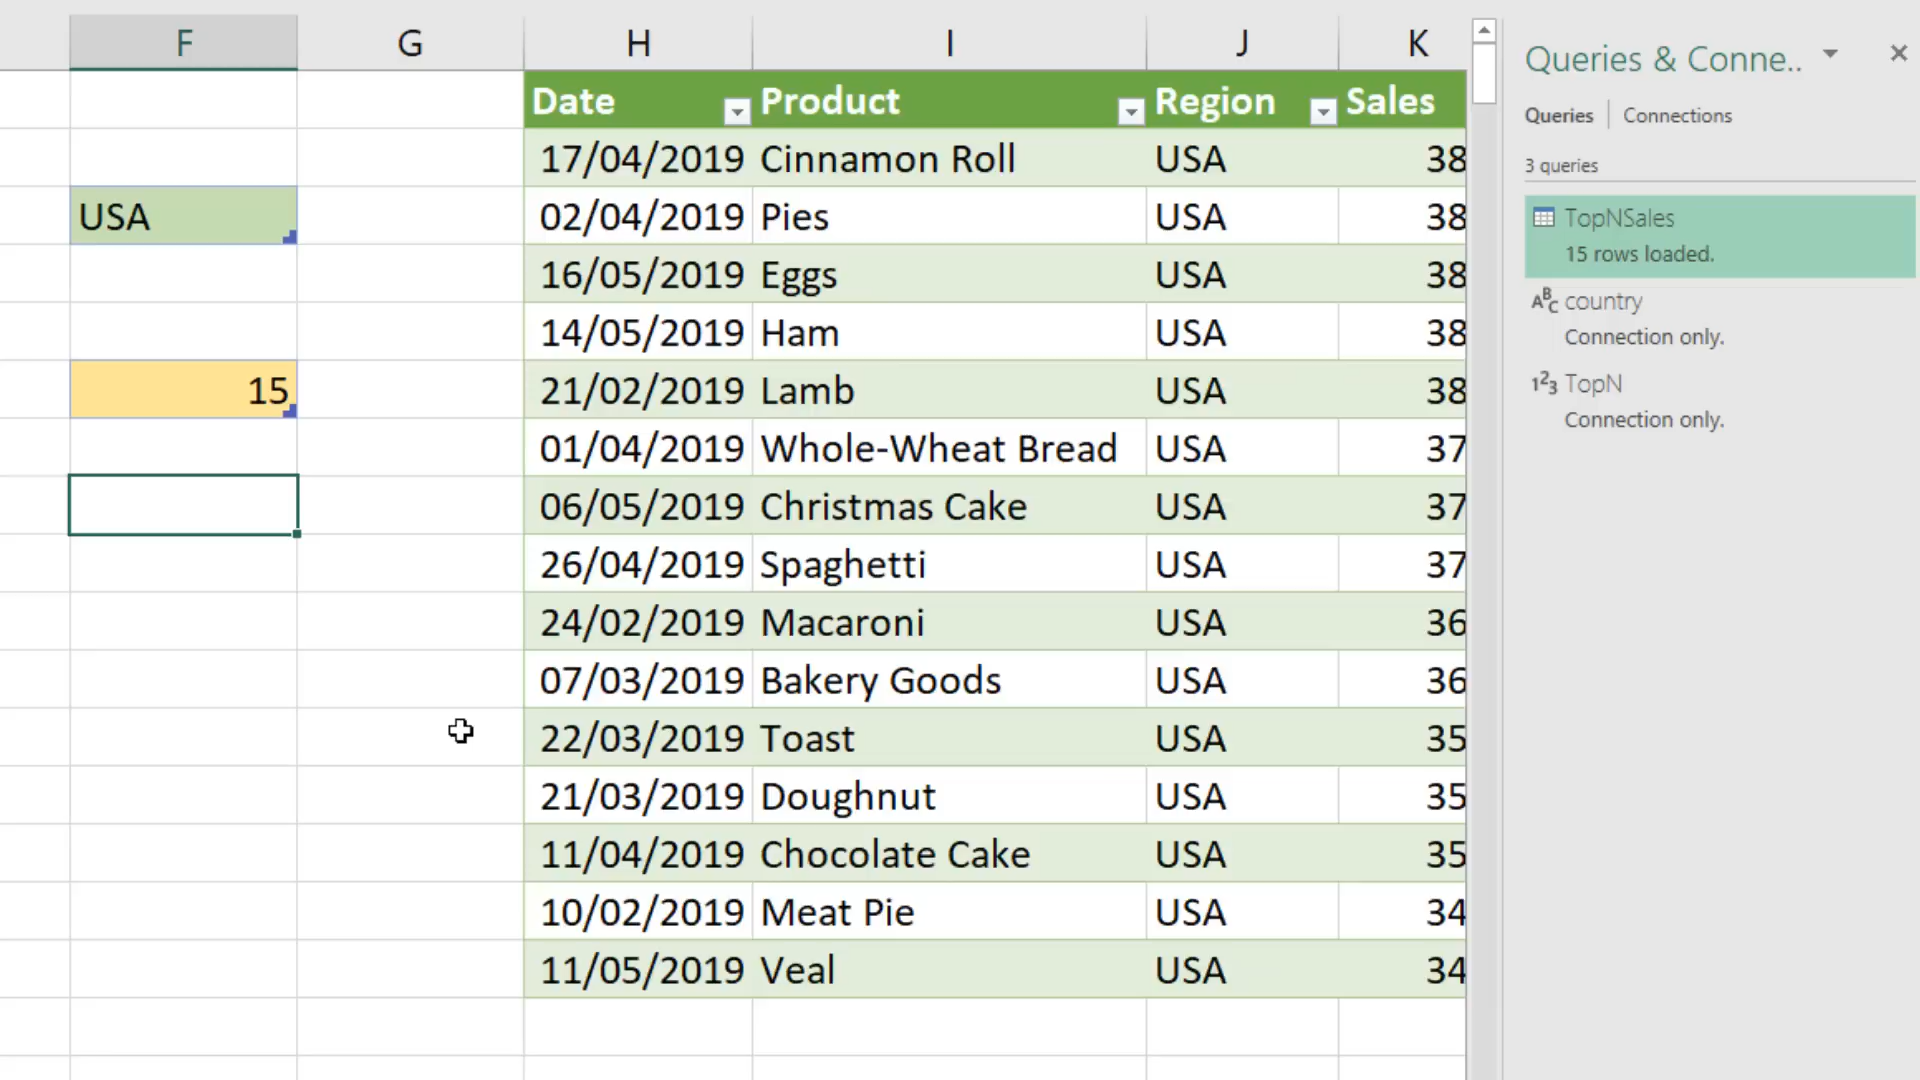 F G H I J K
Date Product Region Sales
17/04/2019 Cinnamon Roll USA 38
USA 02/04/2019 Pies USA 38
16/05/2019 Eggs USA 38
14/05/2019 Ham USA 38
15 21/02/2019 Lamb USA 38
01/04/2019 Whole-Wheat Bread USA 37
06/05/2019 Christmas Cake USA 37
26/04/2019 Spaghetti USA 37
24/02/2019 Macaroni USA 36
07/03/2019 Bakery Goods USA 36
22/03/2019 Toast USA 35
21/03/2019 Doughnut USA 35
11/04/2019 Chocolate Cake USA 35
10/02/2019 Meat Pie USA 34
11/05/2019 Veal USA 34
Queries & Conne..
Queries Connections
3 queries
TopNSales
15 rows loaded.
ABC country
Connection only.
123 TopN
Connection only.